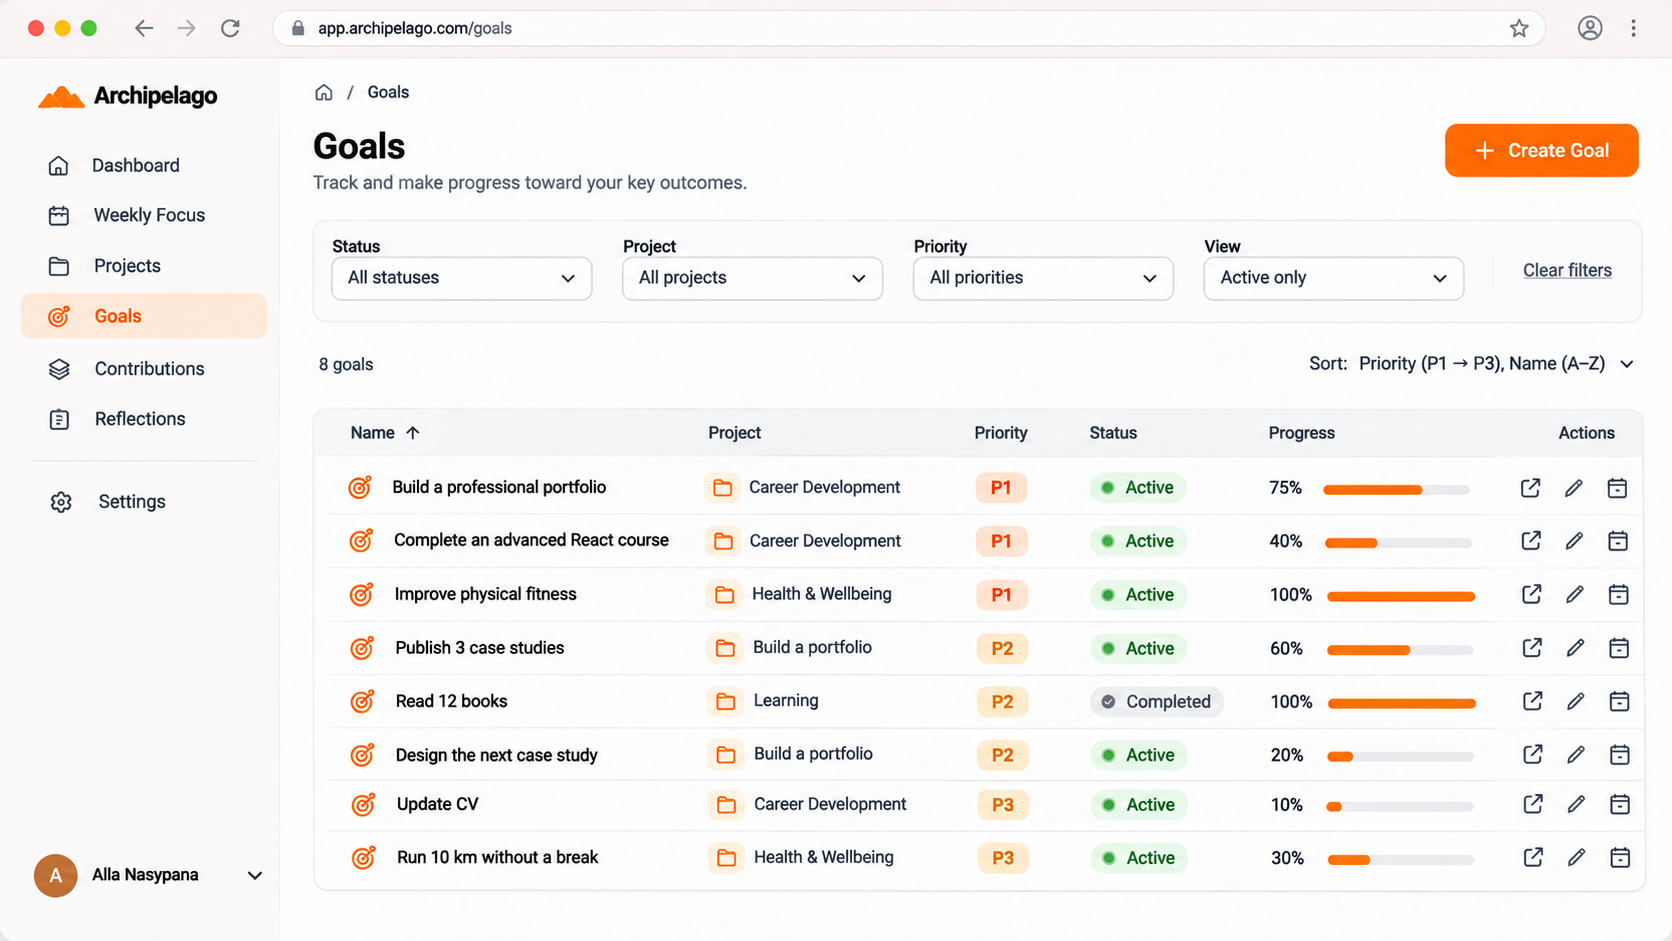 app.archipelago.com/goals
Archipelago
Dashboard
Weekly Focus
Projects
Goals
Contributions
Reflections
Settings
A Alla Nasypana
/ Goals
Goals
Track and make progress toward your key outcomes.
+ Create Goal
Status Project Priority View
All statuses All projects All priorities Active only Clear filters
8 goals Sort: Priority (P1 → P3), Name (A–Z)
Name ↑ Project Priority Status Progress Actions
Build a professional portfolio Career Development P1 Active 75%
Complete an advanced React course Career Development P1 Active 40%
Improve physical fitness Health & Wellbeing P1 Active 100%
Publish 3 case studies Build a portfolio P2 Active 60%
Read 12 books Learning P2 Completed 100%
Design the next case study Build a portfolio P2 Active 20%
Update CV Career Development P3 Active 10%
Run 10 km without a break Health & Wellbeing P3 Active 30%